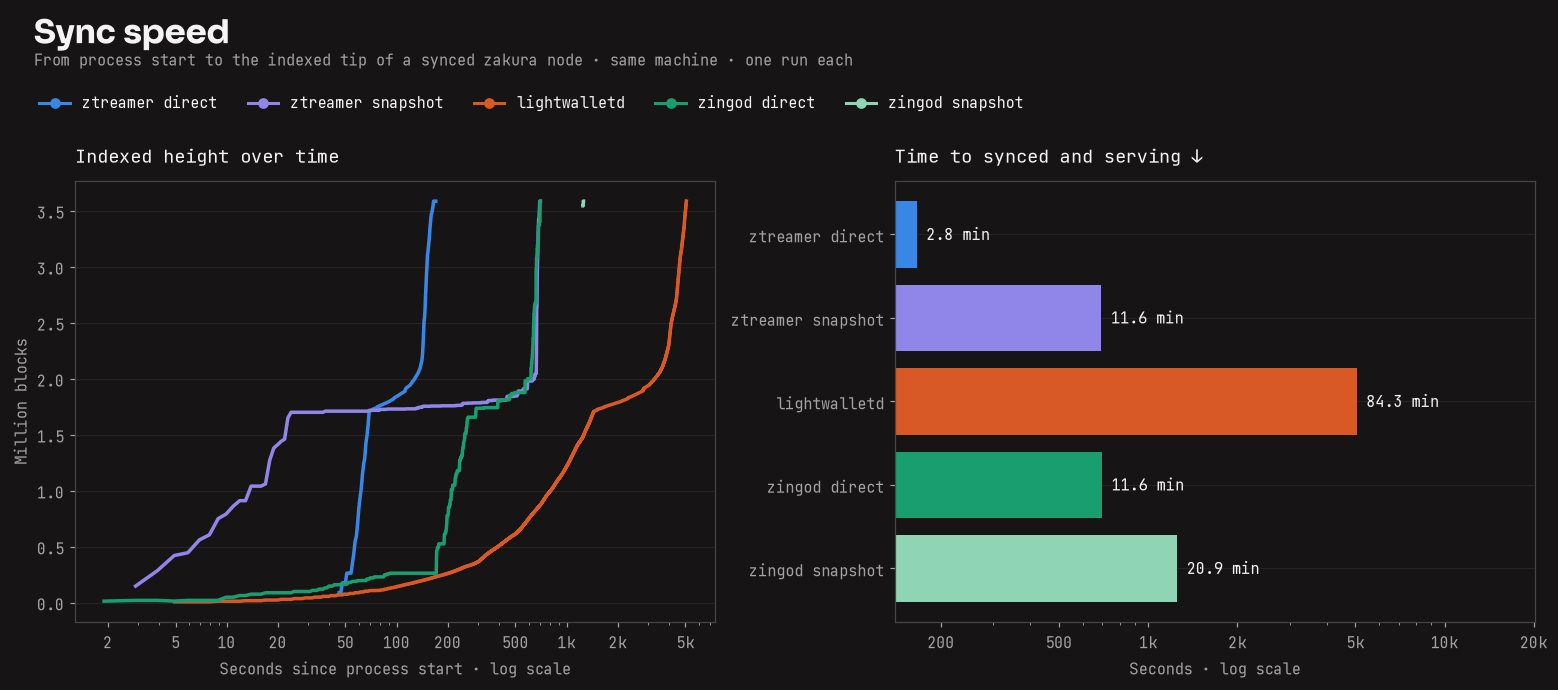 Sync speed
From process start to the indexed tip of a synced zakura node · same machine · one run each
ztreamer direct
ztreamer snapshot
lightwalletd
zingod direct
zingod snapshot
Indexed height over time
3.5
3.0
2.5
2.0
1.5
1.0
0.5
0.0
Million blocks
2 5 10 20 50 100 200 500 1k 2k 5k
Seconds since process start · log scale
Time to synced and serving ↓
ztreamer direct 2.8 min
ztreamer snapshot 11.6 min
lightwalletd 84.3 min
zingod direct 11.6 min
zingod snapshot 20.9 min
200 500 1k 2k 5k 10k 20k
Seconds · log scale